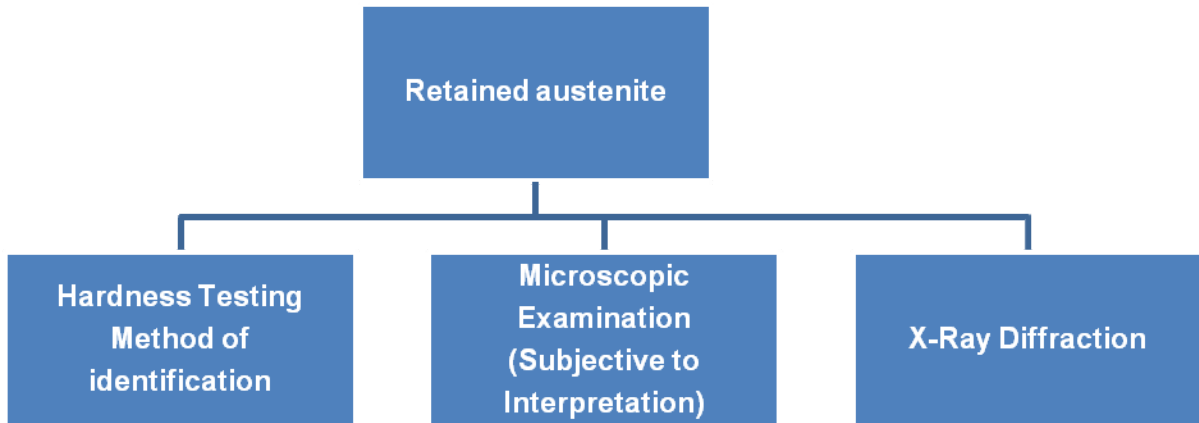 Retained austenite
Hardness Testing
Method of
identification
Microscopic
Examination
(Subjective to
Interpretation)
X-Ray Diffraction